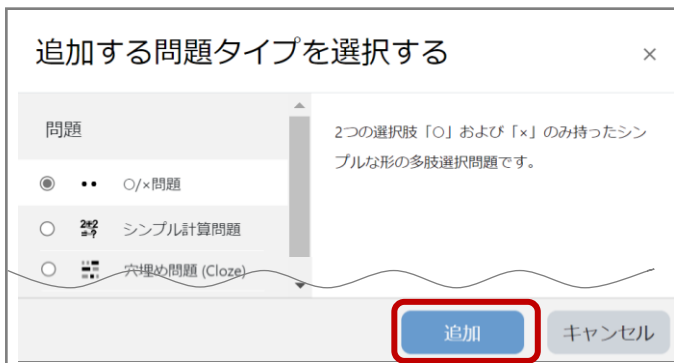 追加する問題タイプを選択する
×
問題
2つの選択肢「○」および「×」のみ持ったシン
プルな形の多肢選択問題です。
○/×問題
2+2
=?
シンプル計算問題
穴埋め問題 (Cloze)
追加
キャンセル